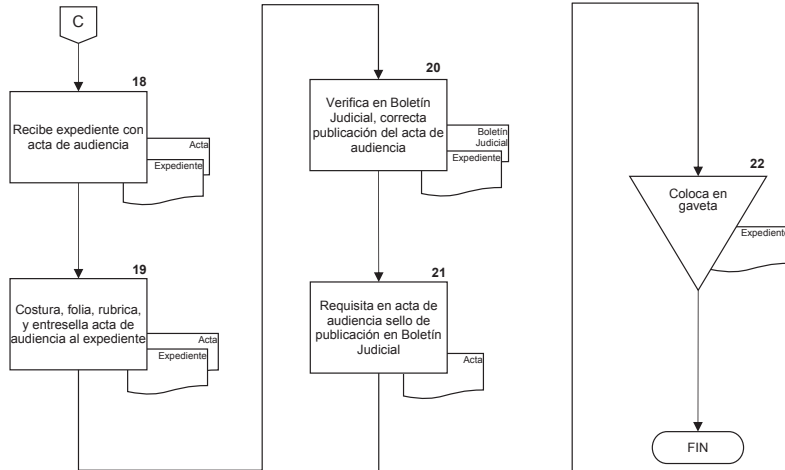 C
18
Recibe expediente con
acta de audiencia
Acta
Expediente
19
Costura, folia, rubrica,
y entresella acta de
audiencia al expediente
Acta
Expediente
20
Verifica en Boletín
Judicial, correcta
publicación del acta de
audiencia
Boletín
Judicial
Expediente
21
Requisita en acta de
audiencia sello de
publicación en Boletín
Judicial
Acta
22
Coloca en
gaveta
Expediente
FIN